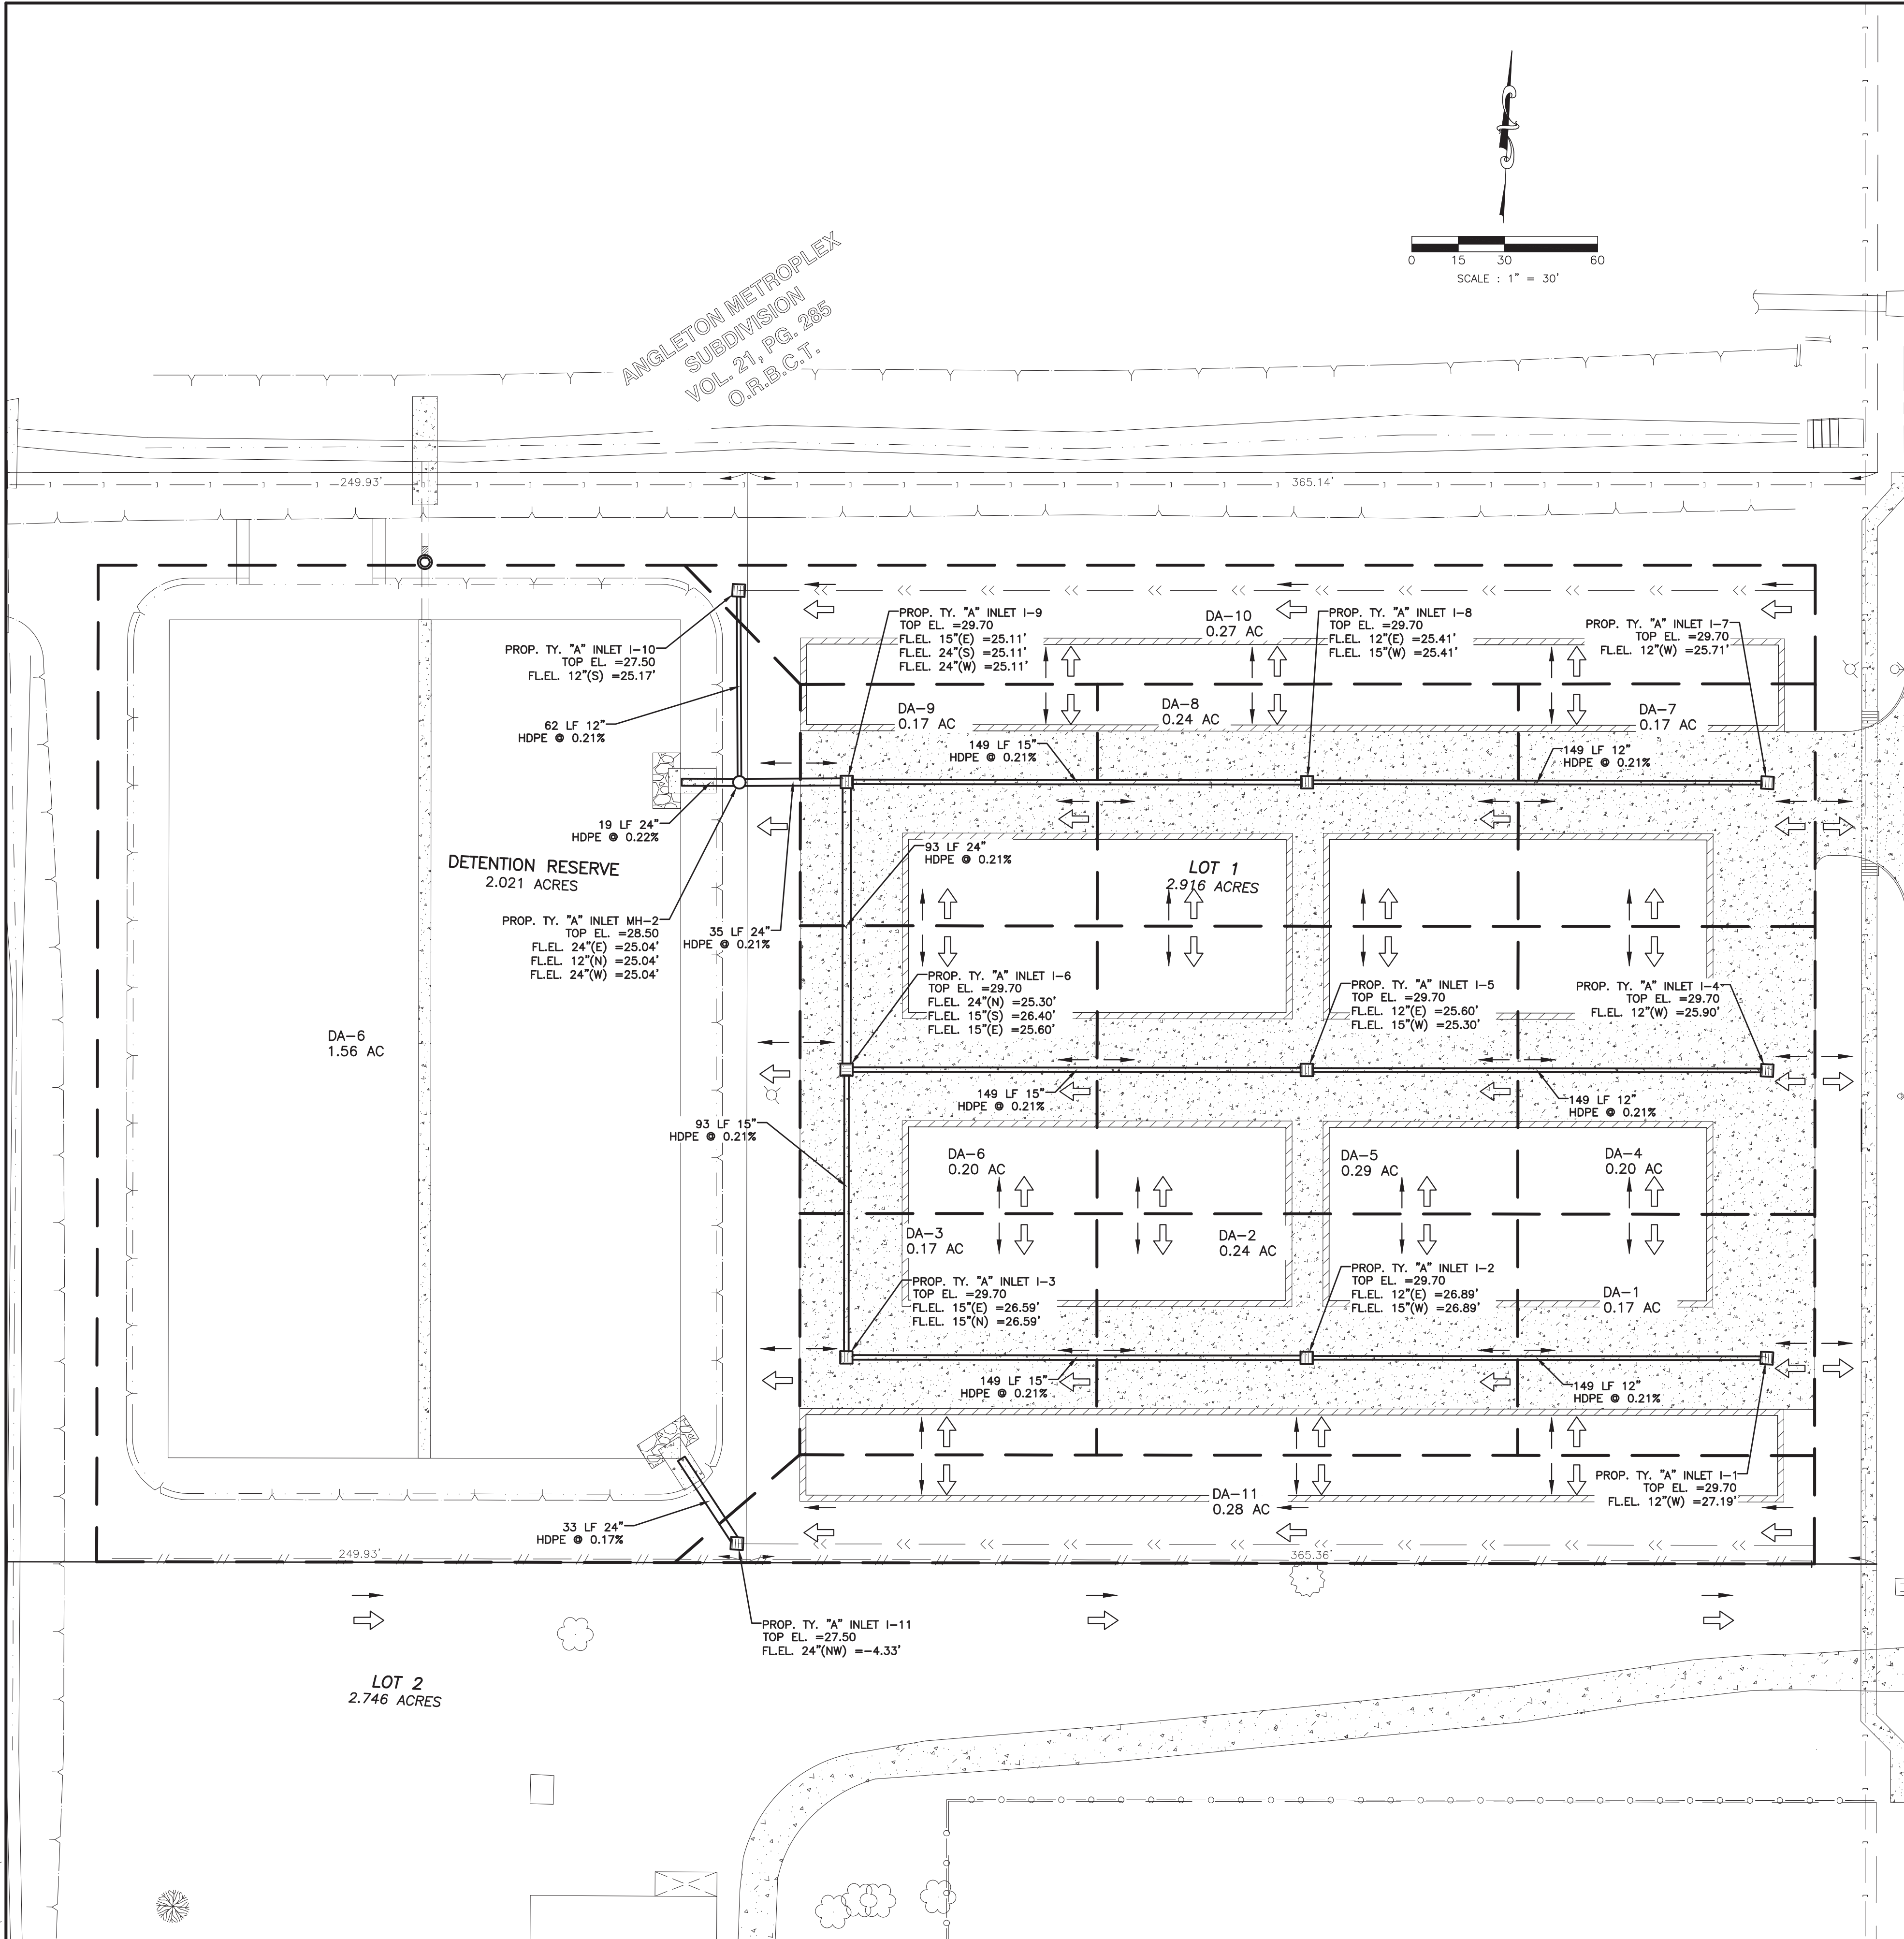 0 15 30 60
SCALE : 1" = 30'
ANGLETON METROPLEX
SUBDIVISION
VOL. 21, PG. 285
O.R.B.C.T.
249.93'
365.14'
PROP. TY. "A" INLET I-10
TOP EL. =27.50
FL.EL. 12"(S) =25.17'
PROP. TY. "A" INLET I-9
TOP EL. =29.70
FL.EL. 15"(E) =25.11'
FL.EL. 24"(S) =25.11'
FL.EL. 24"(W) =25.11'
DA-10
0.27 AC
PROP. TY. "A" INLET I-8
TOP EL. =29.70
FL.EL. 12"(E) =25.41'
FL.EL. 15"(W) =25.41'
PROP. TY. "A" INLET I-7
TOP EL. =29.70
FL.EL. 12"(W) =25.71'
62 LF 12"
HDPE @ 0.21%
DA-9
0.17 AC
DA-8
0.24 AC
DA-7
0.17 AC
149 LF 15"
HDPE @ 0.21%
149 LF 12"
HDPE @ 0.21%
19 LF 24"
HDPE @ 0.22%
DETENTION RESERVE
2.021 ACRES
93 LF 24"
HDPE @ 0.21%
LOT 1
2.916 ACRES
PROP. TY. "A" INLET MH-2
TOP EL. =28.50
FL.EL. 24"(E) =25.04'
FL.EL. 12"(N) =25.04'
FL.EL. 24"(W) =25.04'
35 LF 24"
HDPE @ 0.21%
PROP. TY. "A" INLET I-6
TOP EL. =29.70
FL.EL. 24"(N) =25.30'
FL.EL. 15"(S) =26.40'
FL.EL. 15"(E) =25.60'
PROP. TY. "A" INLET I-5
TOP EL. =29.70
FL.EL. 12"(E) =25.60'
FL.EL. 15"(W) =25.30'
PROP. TY. "A" INLET I-4
TOP EL. =29.70
FL.EL. 12"(W) =25.90'
DA-6
1.56 AC
149 LF 15"
HDPE @ 0.21%
149 LF 12"
HDPE @ 0.21%
93 LF 15"
HDPE @ 0.21%
DA-6
0.20 AC
DA-5
0.29 AC
DA-4
0.20 AC
DA-3
0.17 AC
DA-2
0.24 AC
PROP. TY. "A" INLET I-3
TOP EL. =29.70
FL.EL. 15"(E) =26.59'
FL.EL. 15"(N) =26.59'
PROP. TY. "A" INLET I-2
TOP EL. =29.70
FL.EL. 12"(E) =26.89'
FL.EL. 15"(W) =26.89'
DA-1
0.17 AC
149 LF 15"
HDPE @ 0.21%
149 LF 12"
HDPE @ 0.21%
PROP. TY. "A" INLET I-1
TOP EL. =29.70
FL.EL. 12"(W) =27.19'
DA-11
0.28 AC
33 LF 24"
HDPE @ 0.17%
249.93'
365.36'
PROP. TY. "A" INLET I-11
TOP EL. =27.50
FL.EL. 24"(NW) =-4.33'
LOT 2
2.746 ACRES